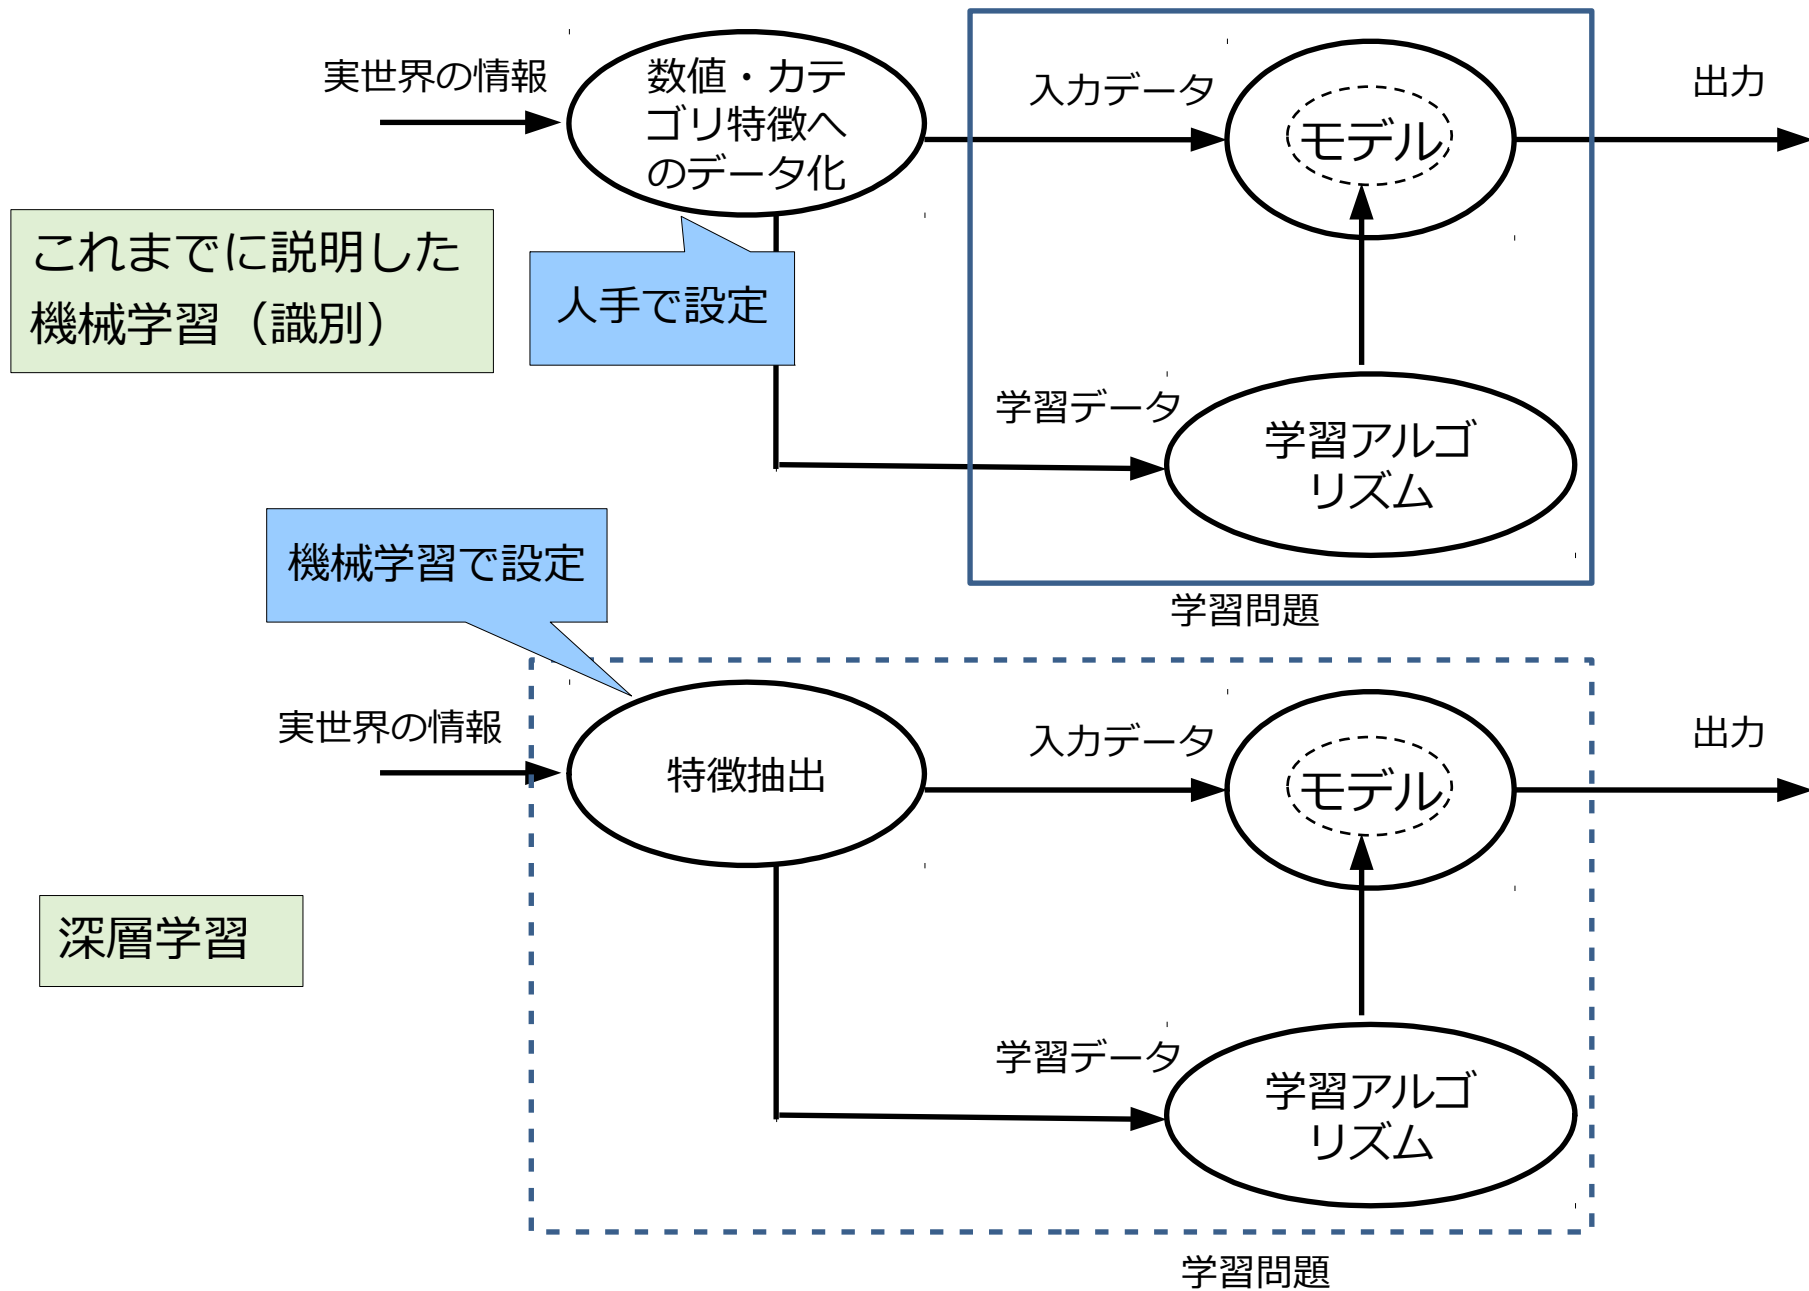 実世界の情報
数値・カテ
ゴリ特徴へ
のデータ化
入力データ
モデル
出力
これまでに説明した
機械学習（識別）
人手で設定
学習データ
学習アルゴ
リズム
学習問題
機械学習で設定
実世界の情報
特徴抽出
入力データ
モデル
出力
深層学習
学習データ
学習アルゴ
リズム
学習問題